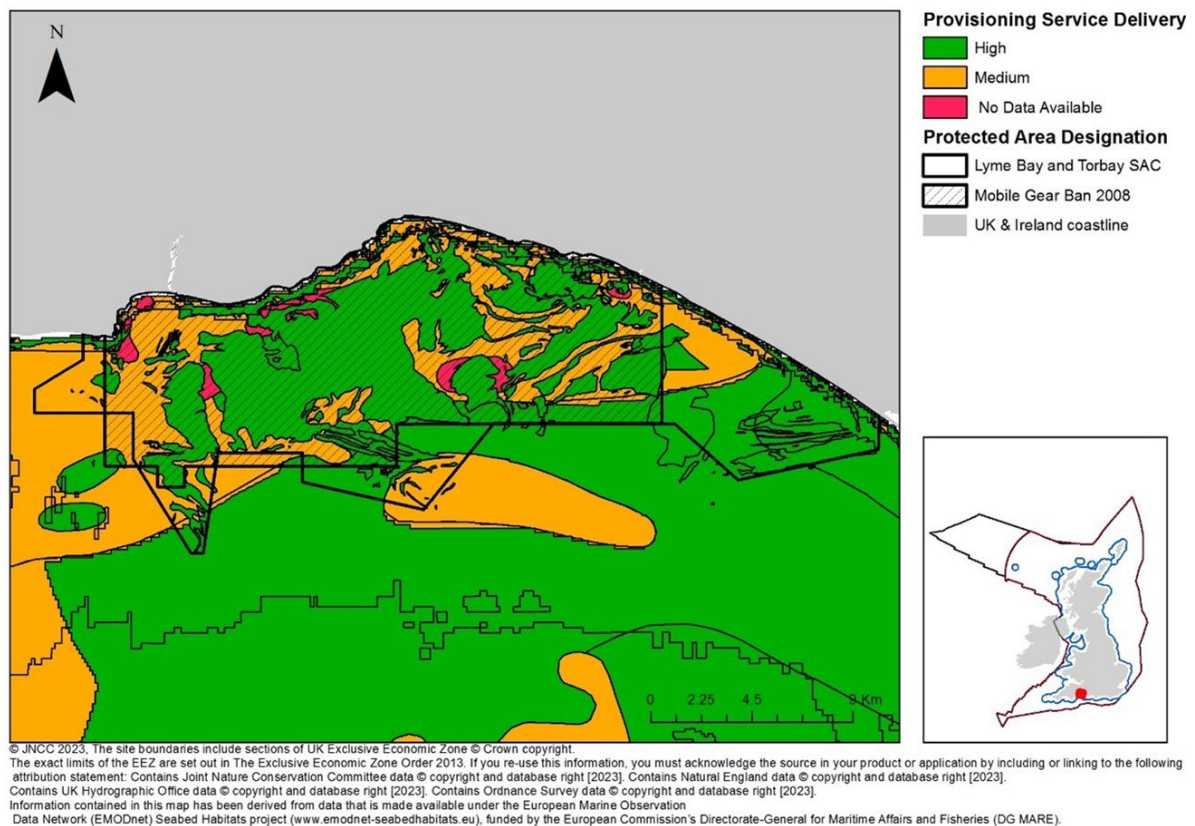 Provisioning Service Delivery
N
High
Medium
No Data Available
Protected Area Designation
Lyme Bay and Torbay SAC
Mobile Gear Ban 2008
UK & Ireland coastline
0 2.25 4.5 9 Km
© JNCC 2023, The site boundaries include sections of UK Exclusive Economic Zone © Crown copyright.
The exact limits of the EEZ are set out in The Exclusive Economic Zone Order 2013. If you re-use this information, you must acknowledge the source in your product or application by including or linking to the following
attribution statement: Contains Joint Nature Conservation Committee data © copyright and database right [2023]. Contains Natural England data © copyright and database right [2023].
Contains UK Hydrographic Office data © copyright and database right [2023]. Contains Ordnance Survey data © copyright and database right [2023].
Information contained in this map has been derived from data that is made available under the European Marine Observation
Data Network (EMODnet) Seabed Habitats project (www.emodnet-seabedhabitats.eu), funded by the European Commission's Directorate-General for Maritime Affairs and Fisheries (DG MARE).